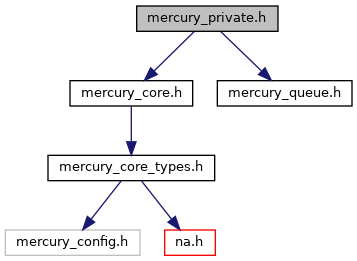 mercury_private.h
mercury_core.h
mercury_queue.h
mercury_core_types.h
mercury_config.h
na.h